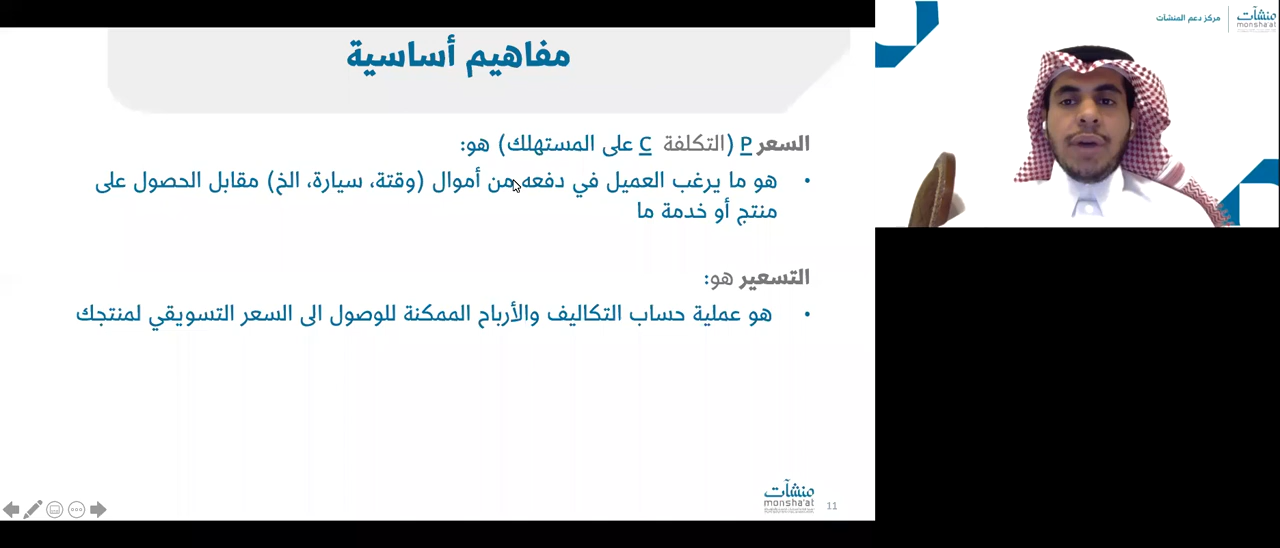 مفاهيم أساسية
السعر P (التكلفة C على المستهلك) هو:
• هو ما يرغب العميل في دفعه من أموال (وقتة، سيارة، الخ) مقابل الحصول على
منتج أو خدمة ما
التسعير هو:
• هو عملية حساب التكاليف والأرباح الممكنة للوصول الى السعر التسويقي لمنتجك
منشآت
monsha'at
11
مركز دعم المنشآت
منشآت
monsha'at